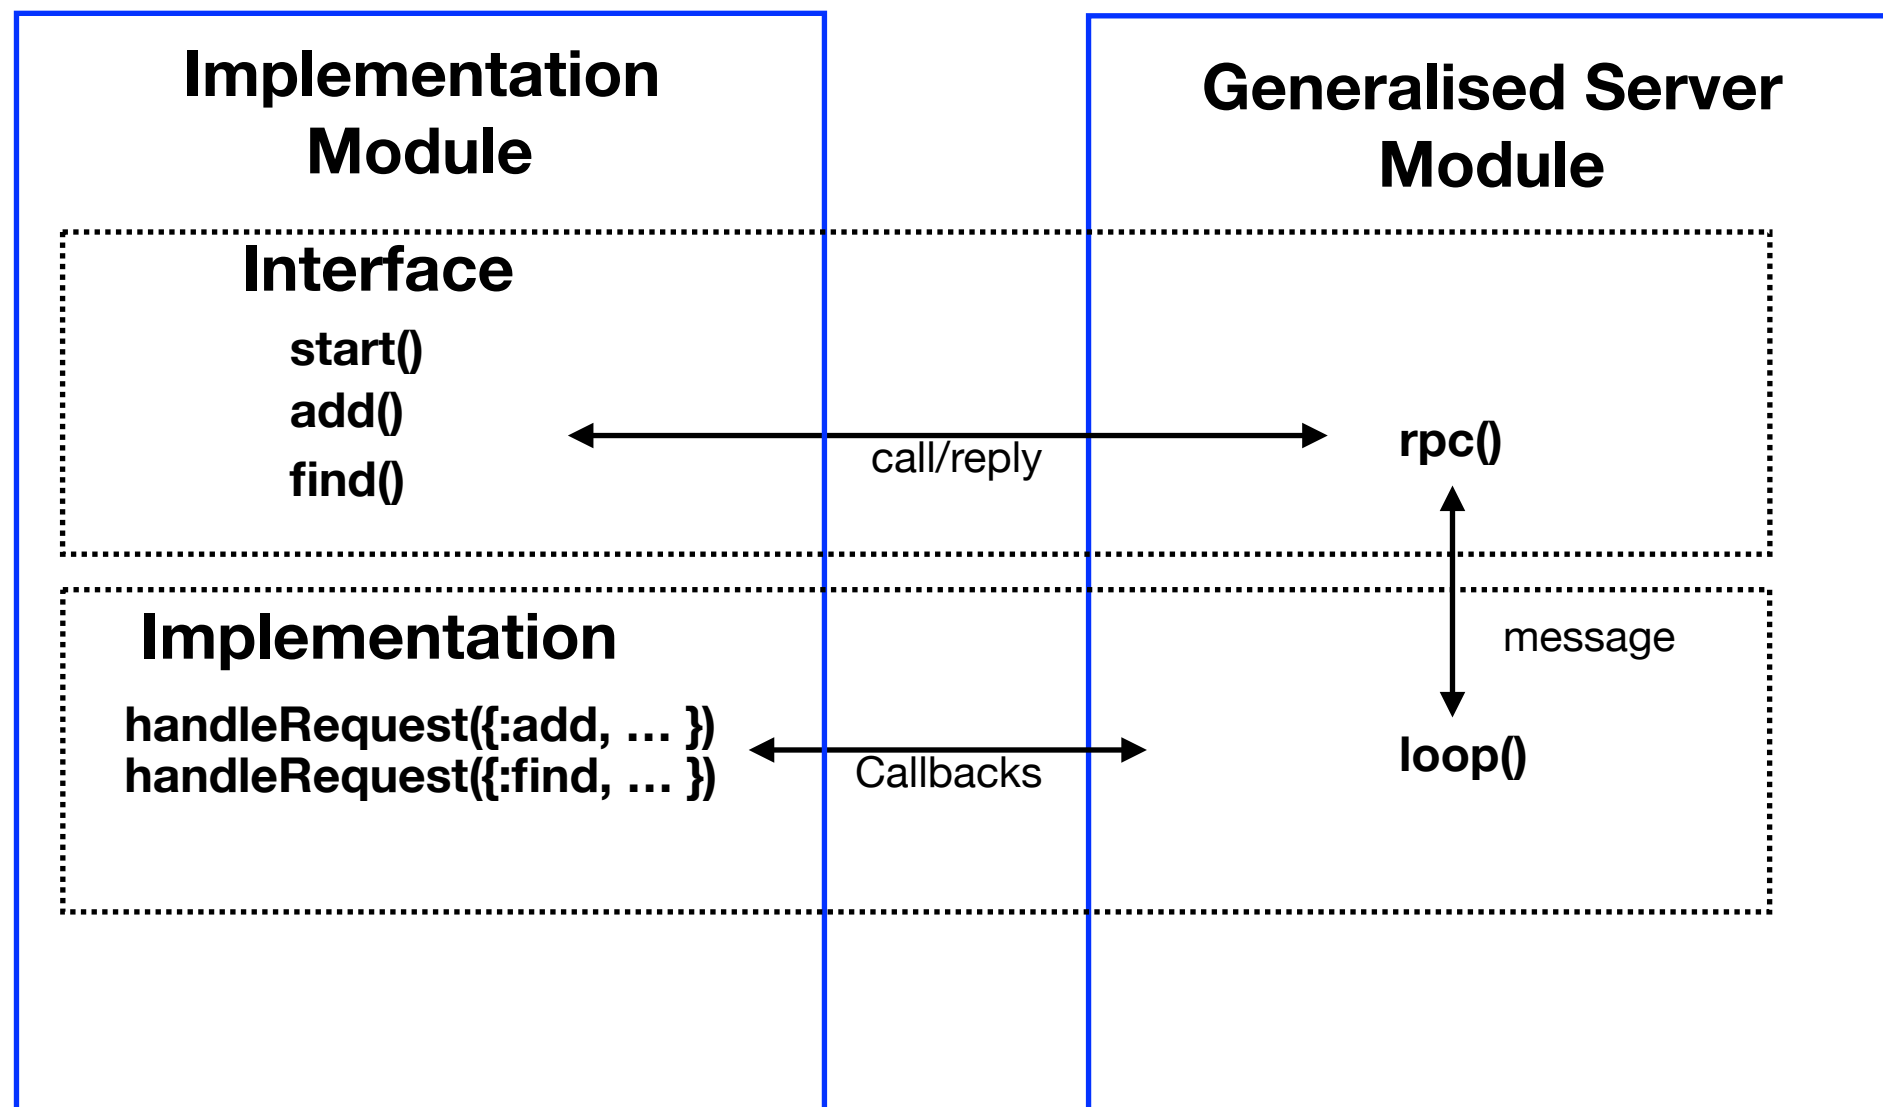 Implementation
Module
Generalised Server
Module
Interface
start()
add()
find()
call/reply
rpc()
message
Implementation
handleRequest({:add, … })
handleRequest({:find, … })
Callbacks
loop()